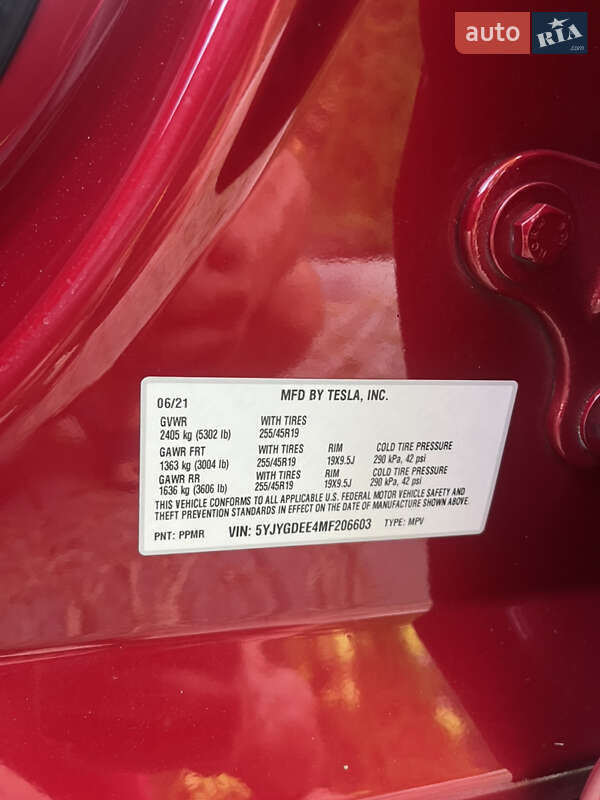 auto RIA.com
06/21 MFD BY TESLA, INC.
GVWR WITH TIRES
2405 kg (5302 lb) 255/45R19
GAWR FRT WITH TIRES RIM COLD TIRE PRESSURE
1363 kg (3004 lb) 255/45R19 19X9.5J 290 kPa, 42 psi
GAWR RR WITH TIRES RIM COLD TIRE PRESSURE
1636 kg (3606 lb) 255/45R19 19X9.5J 290 kPa, 42 psi
THIS VEHICLE CONFORMS TO ALL APPLICABLE U.S. FEDERAL MOTOR VEHICLE SAFETY AND
THEFT PREVENTION STANDARDS IN EFFECT ON THE DATE OF MANUFACTURE SHOWN ABOVE.
PNT: PPMR VIN: 5YJYGDEE4MF206603 TYPE: MPV